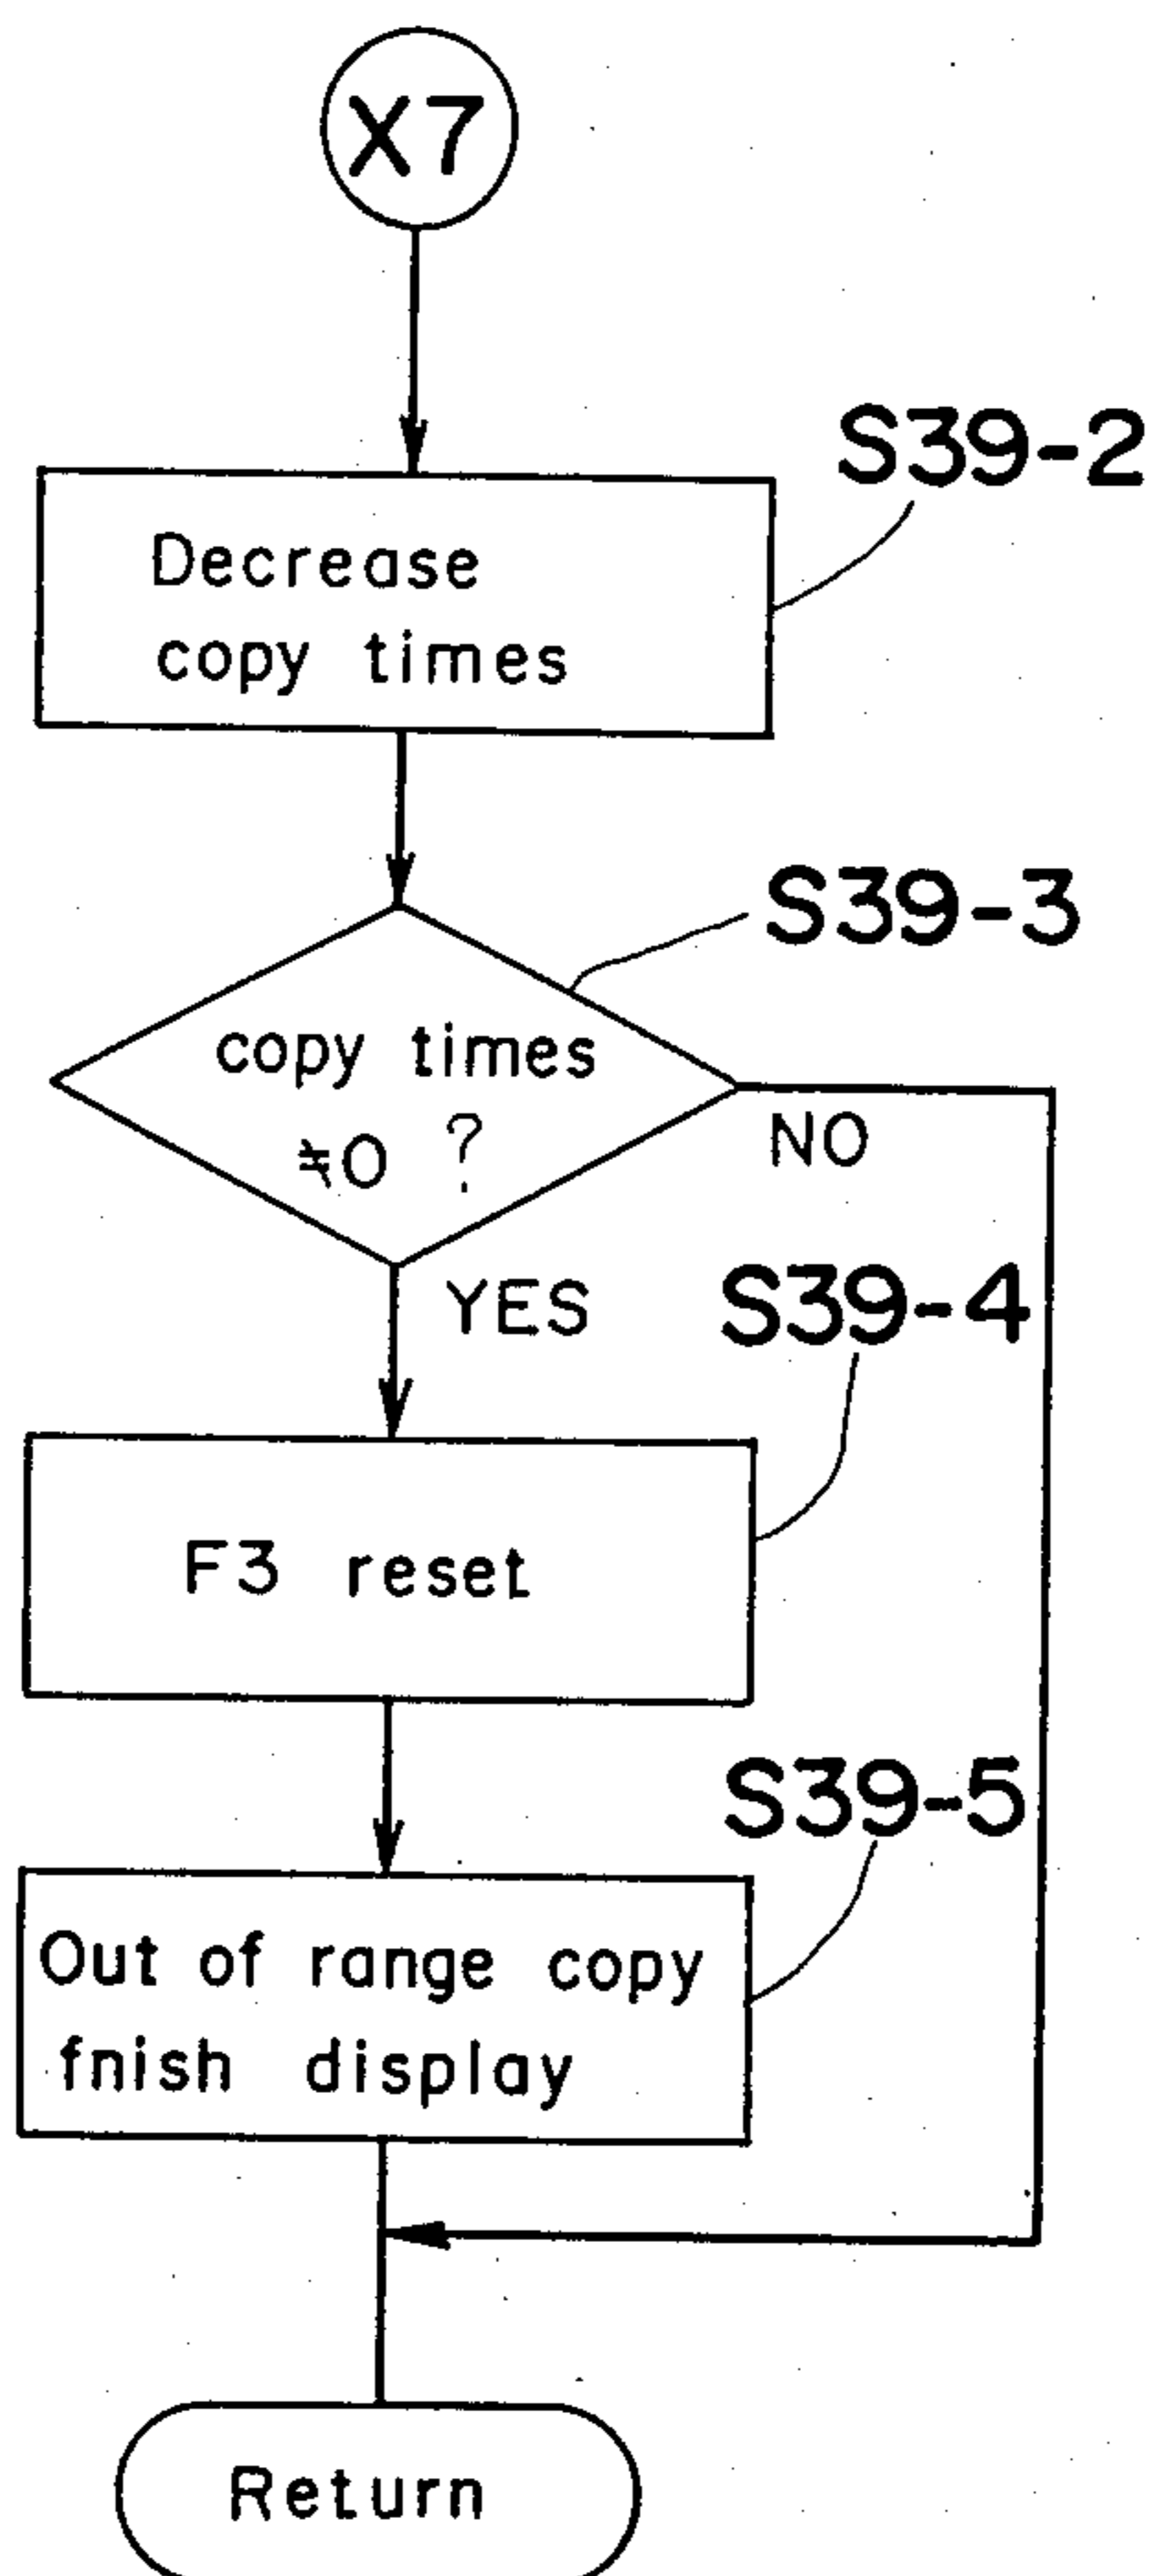 X7
S39-2
Decrease
copy times
S39-3
copy times
≠0 ?
NO
YES
S39-4
F3 reset
S39-5
Out of range copy
fnish display
Return